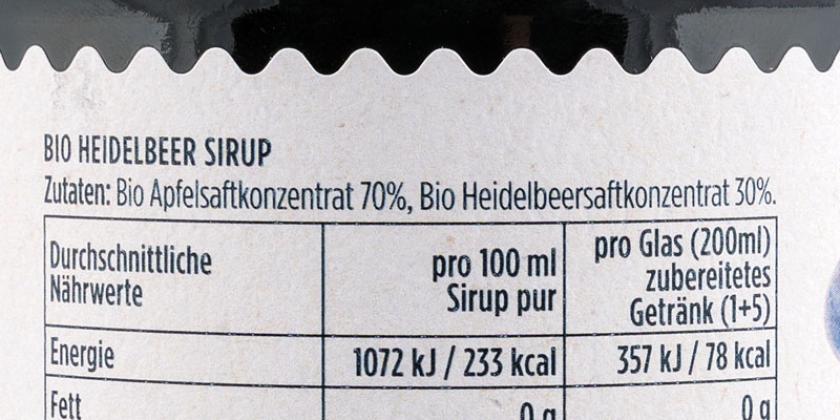 BIO HEIDELBEER SIRUP
Zutaten: Bio Apfelsaftkonzentrat 70%, Bio Heidelbeersaftkonzentrat 30%.
Durchschnittliche
Nährwerte
pro 100 ml
Sirup pur
pro Glas (200ml)
zubereitetes
Getränk (1+5)
Energie 1072 kJ / 233 kcal 357 kJ / 78 kcal
Fett 0 g 0 g